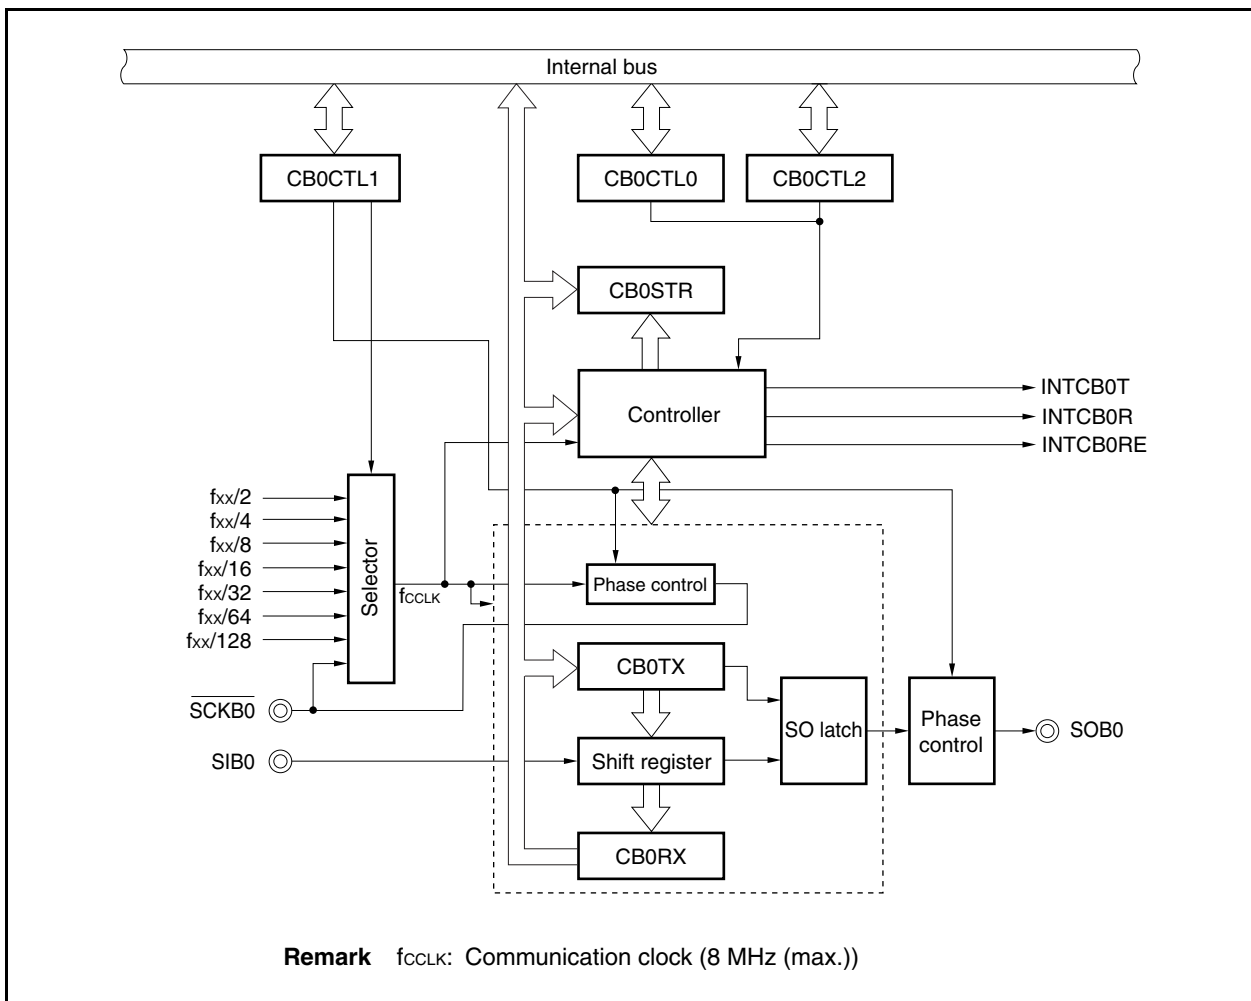 Internal bus
CB0CTL1
CB0CTL0
CB0CTL2
CB0STR
Controller
INTCB0T
INTCB0R
INTCB0RE
fxx/2
fxx/4
fxx/8
fxx/16
fxx/32
fxx/64
fxx/128
Selector
fCCLK
Phase control
CB0TX
SCKB0
SO latch
Phase
control
SOB0
SIB0
Shift register
CB0RX
Remark fCCLK: Communication clock (8 MHz (max.))